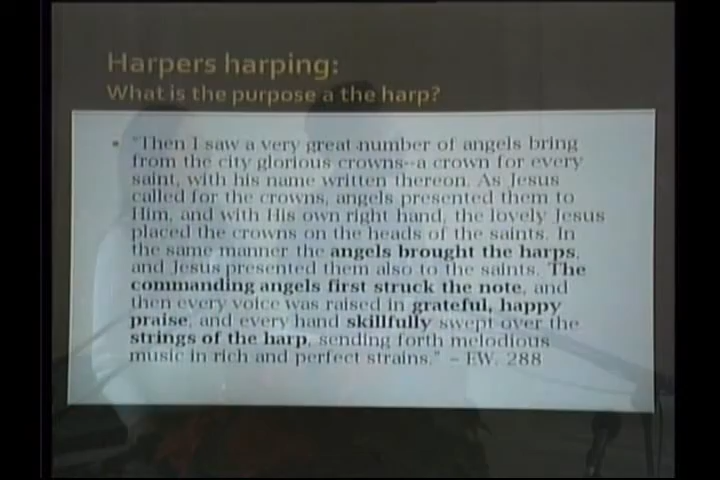 Harpers harping:
What is the purpose a the harp?
"Then I saw a very great number of angels bring
from the city glorious crowns--a crown for every
saint, with his name written thereon. As Jesus
called for the crowns, angels presented them to
Him, and with His own right hand, the lovely Jesus
placed the crowns on the heads of the saints. In
the same manner the angels brought the harps,
and Jesus presented them also to the saints. The
commanding angels first struck the note, and
then every voice was raised in grateful, happy
praise, and every hand skillfully swept over the
strings of the harp, sending forth melodious
music in rich and perfect strains." – EW. 288